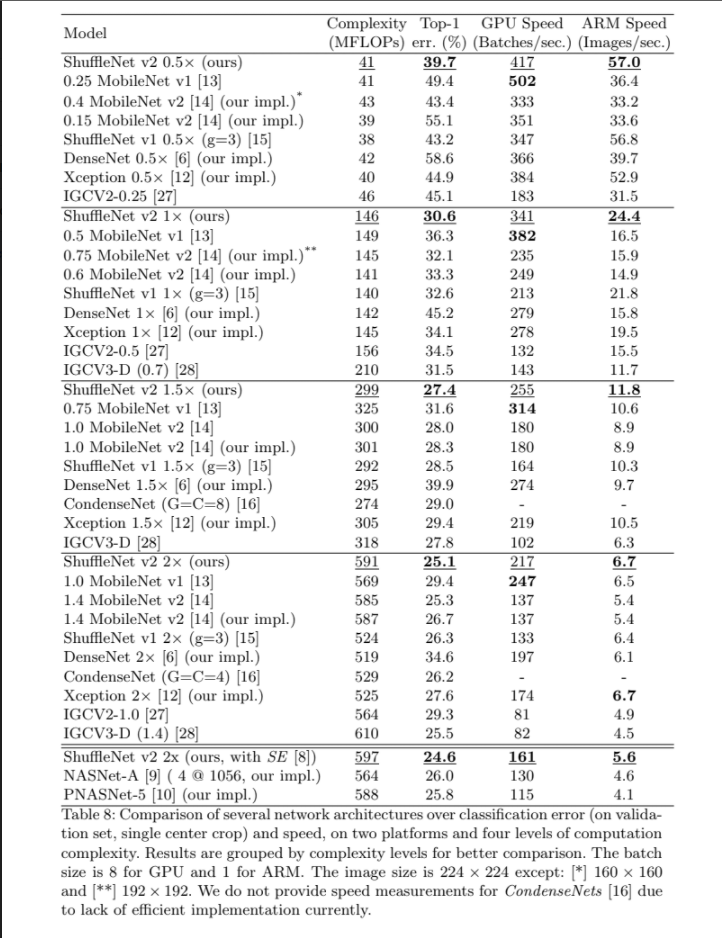 Model Complexity (MFLOPs) Top-1 err. (%) GPU Speed (Batches/sec.) ARM Speed (Images/sec.)
ShuffleNet v2 0.5× (ours) 41 39.7 417 57.0
0.25 MobileNet v1 [13] 41 49.4 502 36.4
0.4 MobileNet v2 [14] (our impl.)* 43 43.4 333 33.2
0.15 MobileNet v2 [14] (our impl.) 39 55.1 351 33.6
ShuffleNet v1 0.5× (g=3) [15] 38 43.2 347 56.8
DenseNet 0.5× [6] (our impl.) 42 58.6 366 39.7
Xception 0.5× [12] (our impl.) 40 44.9 384 52.9
IGCV2-0.25 [27] 46 45.1 183 31.5
ShuffleNet v2 1× (ours) 146 30.6 341 24.4
0.5 MobileNet v1 [13] 149 36.3 382 16.5
0.75 MobileNet v2 [14] (our impl.)** 145 32.1 235 15.9
0.6 MobileNet v2 [14] (our impl.) 141 33.3 249 14.9
ShuffleNet v1 1× (g=3) [15] 140 32.6 213 21.8
DenseNet 1× [6] (our impl.) 142 45.2 279 15.8
Xception 1× [12] (our impl.) 145 34.1 278 19.5
IGCV2-0.5 [27] 156 34.5 132 15.5
IGCV3-D (0.7) [28] 210 31.5 143 11.7
ShuffleNet v2 1.5× (ours) 299 27.4 255 11.8
0.75 MobileNet v1 [13] 325 31.6 314 10.6
1.0 MobileNet v2 [14] 300 28.0 180 8.9
1.0 MobileNet v2 [14] (our impl.) 301 28.3 180 8.9
ShuffleNet v1 1.5× (g=3) [15] 292 28.5 164 10.3
DenseNet 1.5× [6] (our impl.) 295 39.9 274 9.7
CondenseNet (G=C=8) [16] 274 29.0 - -
Xception 1.5× [12] (our impl.) 305 29.4 219 10.5
IGCV3-D [28] 318 27.8 102 6.3
ShuffleNet v2 2× (ours) 591 25.1 217 6.7
1.0 MobileNet v1 [13] 569 29.4 247 6.5
1.4 MobileNet v2 [14] 585 25.3 137 5.4
1.4 MobileNet v2 [14] (our impl.) 587 26.7 137 5.4
ShuffleNet v1 2× (g=3) [15] 524 26.3 133 6.4
DenseNet 2× [6] (our impl.) 519 34.6 197 6.1
CondenseNet (G=C=4) [16] 529 26.2 - -
Xception 2× [12] (our impl.) 525 27.6 174 6.7
IGCV2-1.0 [27] 564 29.3 81 4.9
IGCV3-D (1.4) [28] 610 25.5 82 4.5
ShuffleNet v2 2x (ours, with SE [8]) 597 24.6 161 5.6
NASNet-A [9] ( 4 @ 1056, our impl.) 564 26.0 130 4.6
PNASNet-5 [10] (our impl.) 588 25.8 115 4.1
Table 8: Comparison of several network architectures over classification error (on valida-
tion set, single center crop) and speed, on two platforms and four levels of computation
complexity. Results are grouped by complexity levels for better comparison. The batch
size is 8 for GPU and 1 for ARM. The image size is 224 × 224 except: [*] 160 × 160
and [**] 192 × 192. We do not provide speed measurements for CondenseNets [16] due
to lack of efficient implementation currently.